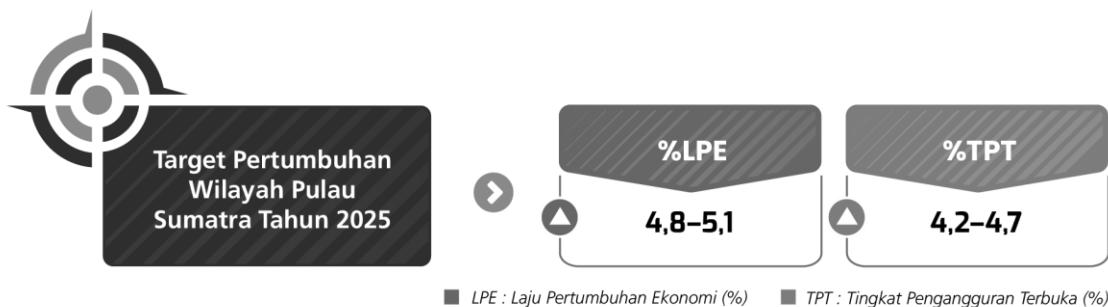 Target Pertumbuhan
Wilayah Pulau
Sumatra Tahun 2025
%LPE
4,8–5,1
%TPT
4,2–4,7
LPE : Laju Pertumbuhan Ekonomi (%)
TPT : Tingkat Pengangguran Terbuka (%)